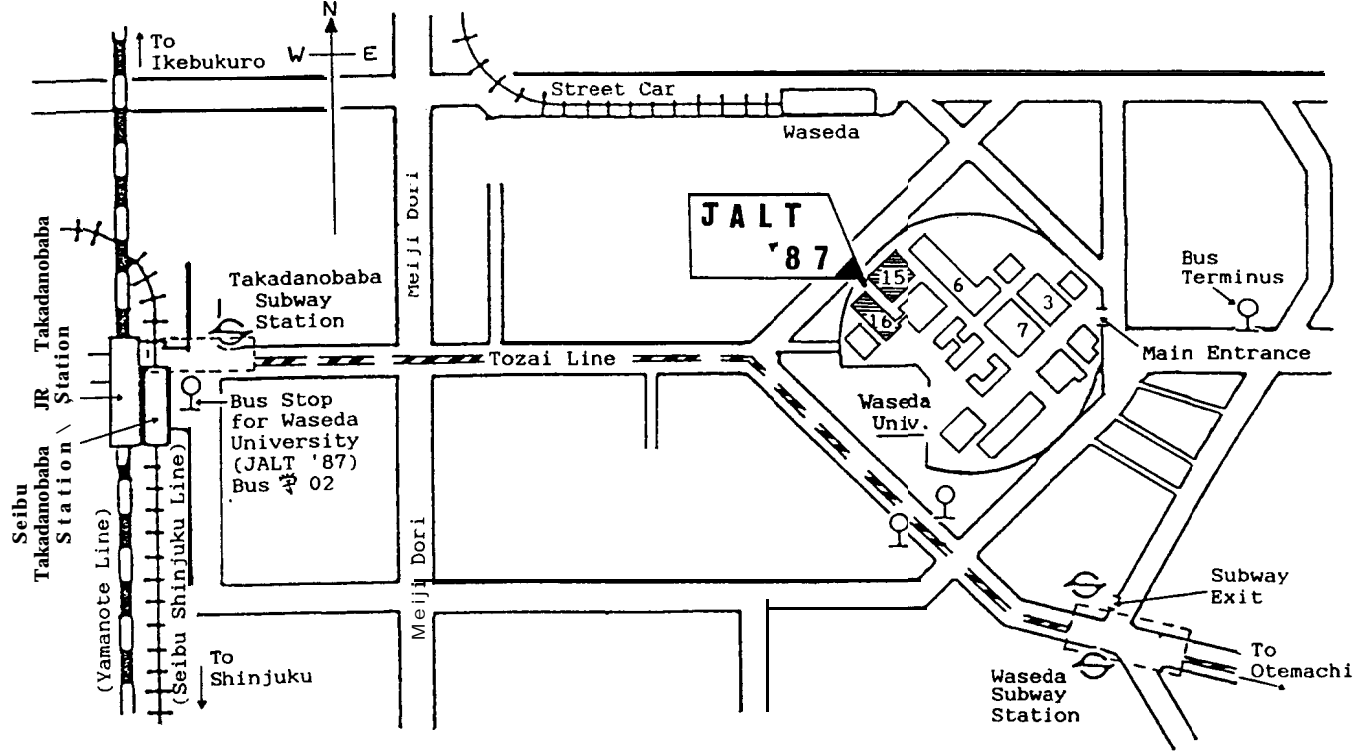 N
W E
To
Ikebukuro
Street Car
Waseda
Meiji Dori
JALT
'87
Bus
Terminus
Takadanobaba
Subway
Station
JR Takadanobaba
Station
15
16
6
3
7
Tozai Line
Main Entrance
Bus Stop
for Waseda
University
(JALT '87)
Bus 学 02
Waseda
Univ.
Seibu
Takadanobaba
Station
(Yamanote Line)
(Seibu Shinjuku Line)
Meiji Dori
Subway
Exit
To
Shinjuku
To
Otemachi
Waseda
Subway
Station